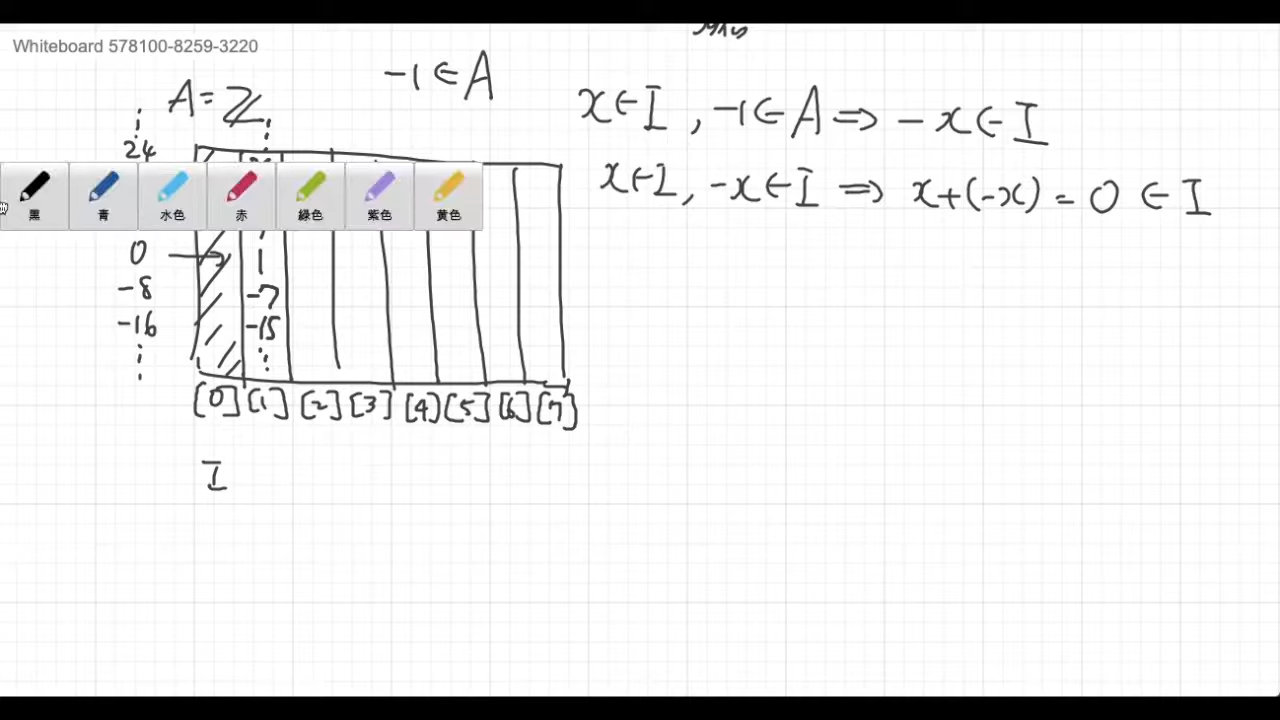 Whiteboard 578100-8259-3220
A = ℤ
-1 ∈ A
x ∈ I, -1 ∈ A ⇒ -x ∈ I
x ∈ I, -x ∈ I ⇒ x+(-x) = 0 ∈ I
24
黒 青 水色 赤 緑色 紫色 黄色
0 → 1
-8 -7
-16 -15
[0] [1] [2] [3] [4] [5] [6] [7]
I